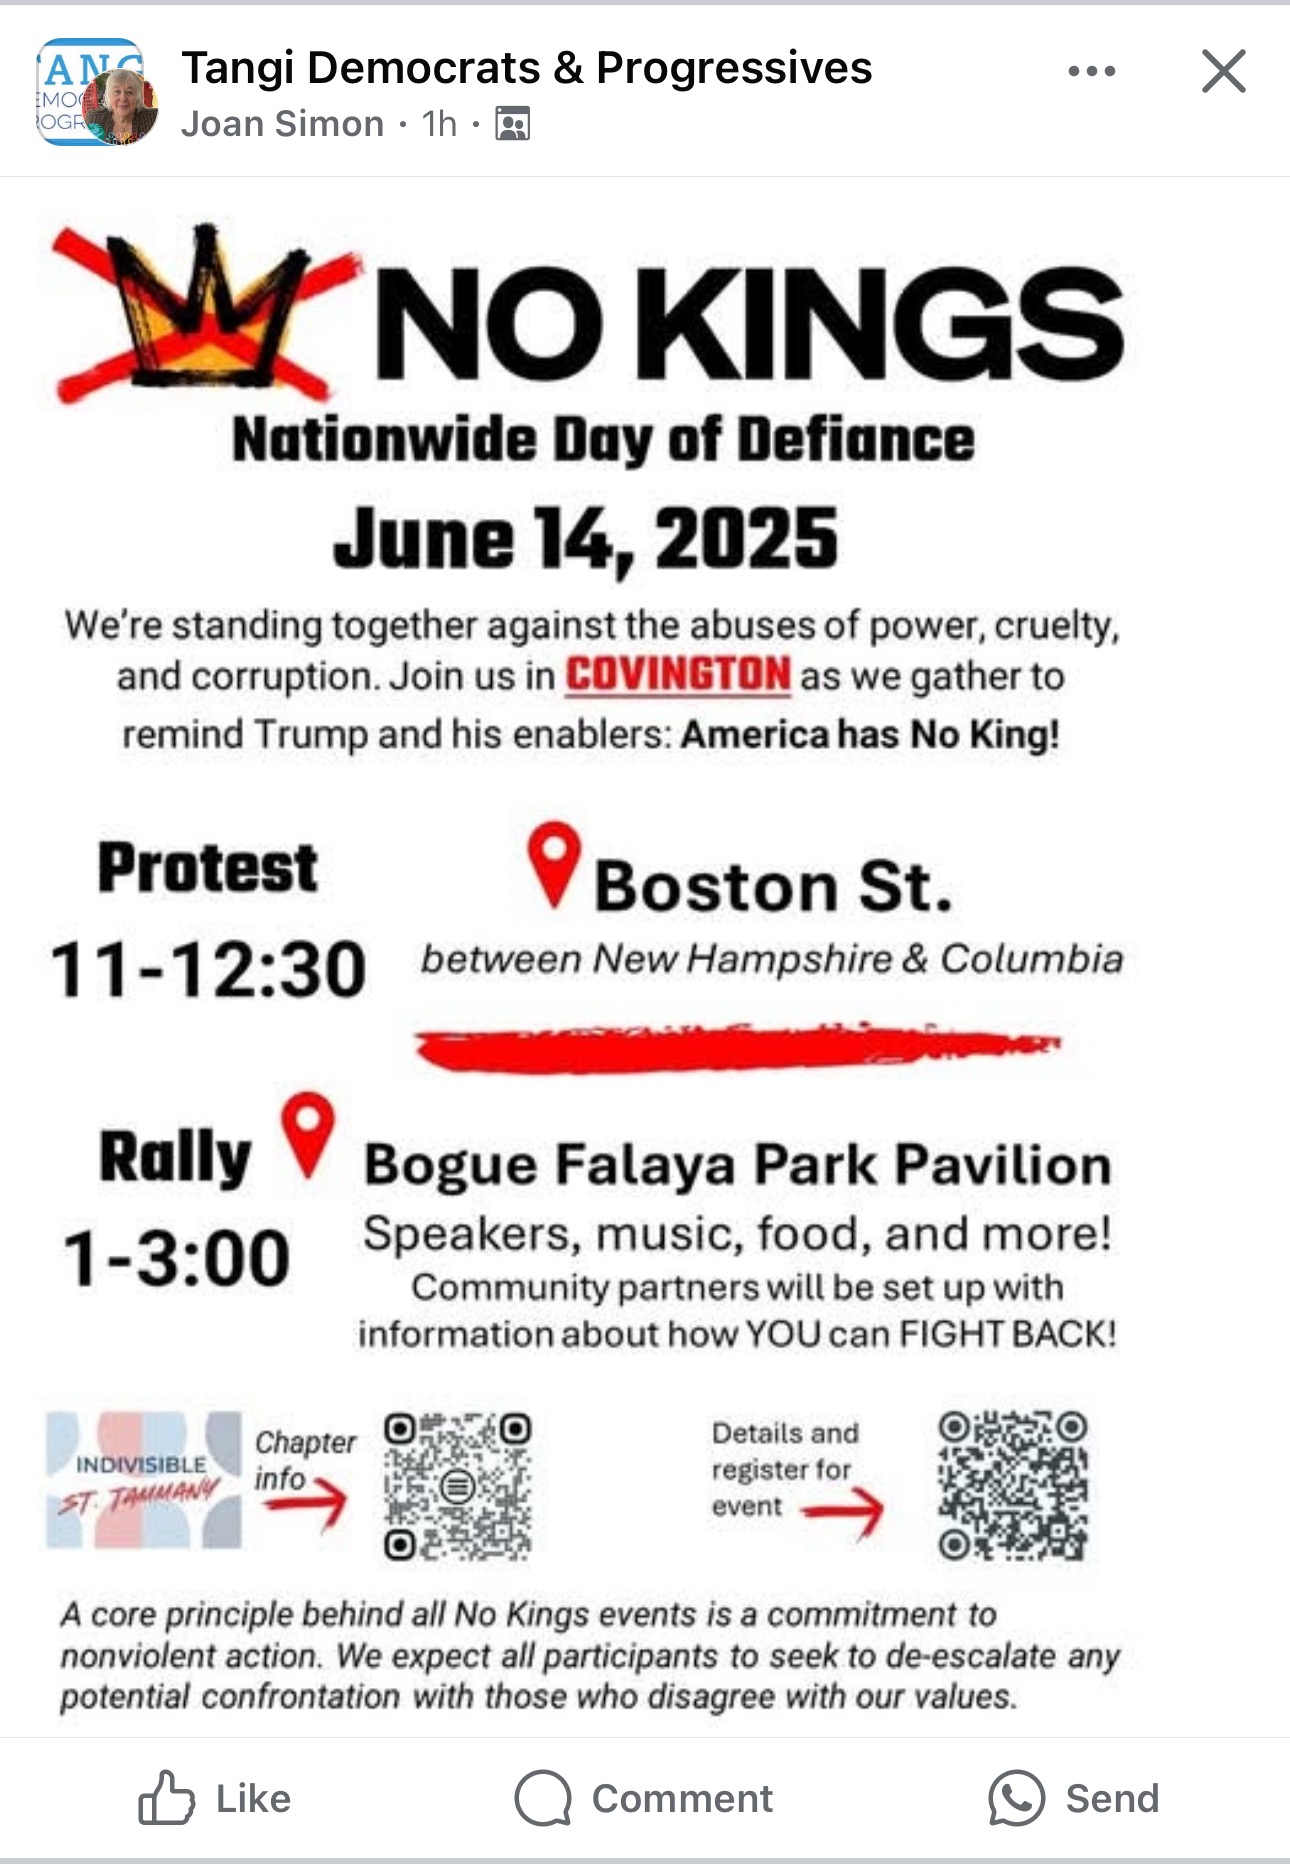 Tangi Democrats & Progressives
Joan Simon · 1h ·
NO KINGS
Nationwide Day of Defiance
June 14, 2025
We're standing together against the abuses of power, cruelty,
and corruption. Join us in COVINGTON as we gather to
remind Trump and his enablers: America has No King!
Protest
11-12:30
Boston St.
between New Hampshire & Columbia
Rally
1-3:00
Bogue Falaya Park Pavilion
Speakers, music, food, and more!
Community partners will be set up with
information about how YOU can FIGHT BACK!
INDIVISIBLE
ST. TAMMANY
Chapter
info
Details and
register for
event
A core principle behind all No Kings events is a commitment to
nonviolent action. We expect all participants to seek to de-escalate any
potential confrontation with those who disagree with our values.
Like
Comment
Send